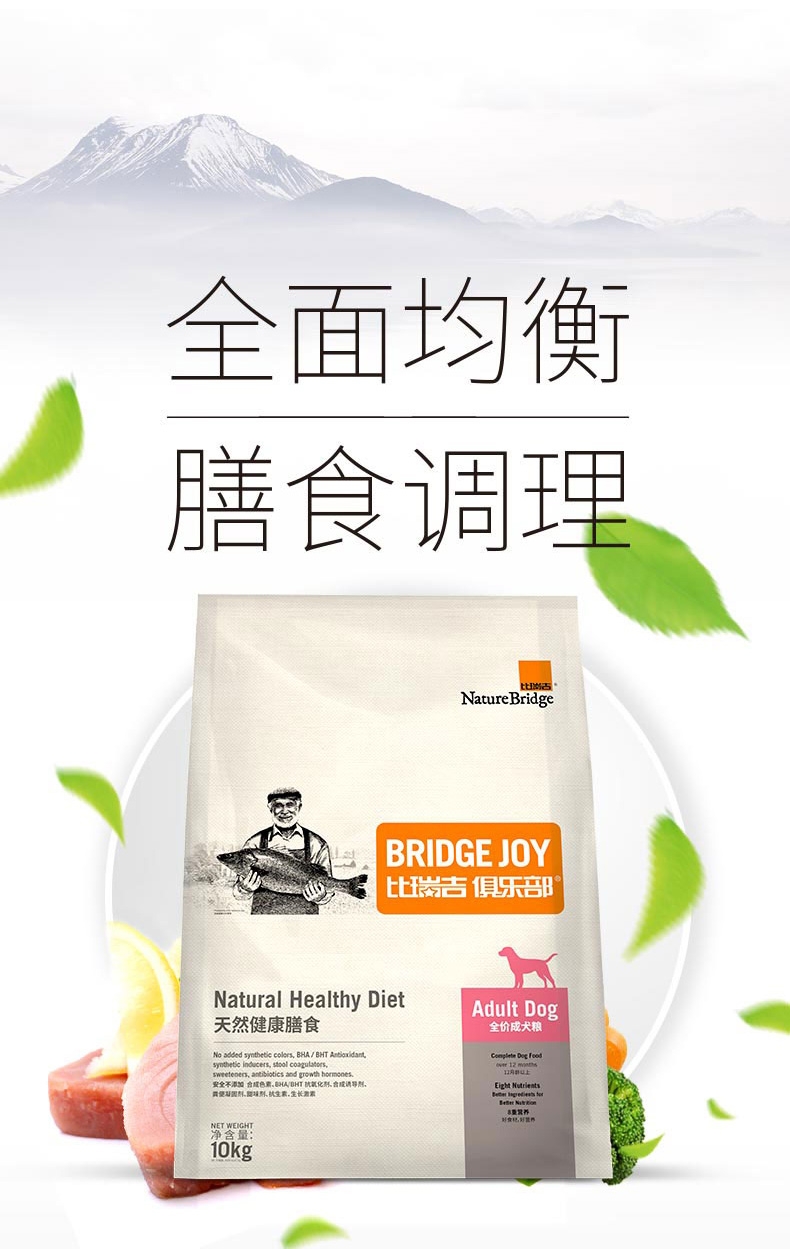 全面均衡
膳食调理
比瑞吉®
NatureBridge
BRIDGE JOY
比瑞吉 俱乐部®
Natural Healthy Diet
天然健康膳食
No added synthetic colors, BHA / BHT Antioxidant,
synthetic inducers, stool coagulators,
sweeteners, antibiotics and growth hormones.
安全不添加 合成色素、BHA/BHT 抗氧化剂、合成诱导剂、
粪便凝固剂、甜味剂、抗生素、生长激素
NET WEIGHT
净含量:
10kg
Adult Dog
全价成犬粮
Complete Dog Food
over 12 months
12月龄以上
Eight Nutrients
Better Ingredients for
Better Nutrition
8重营养
好食材, 好营养